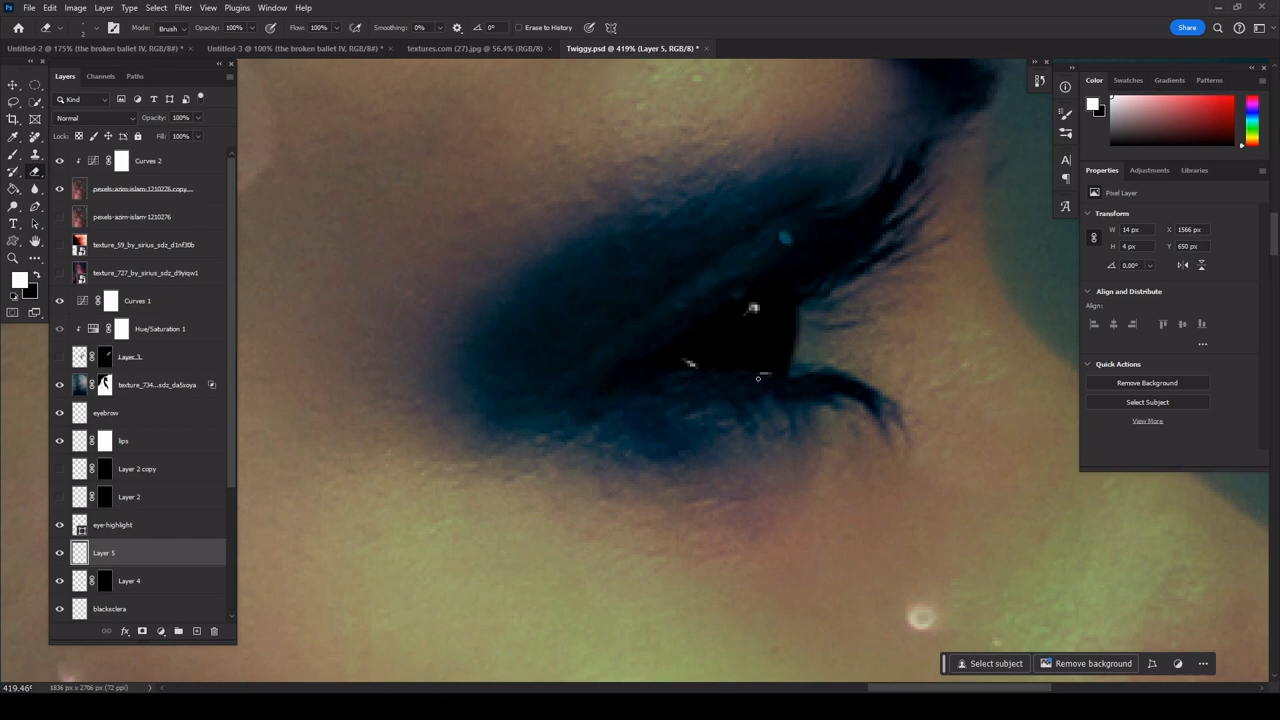 Ps File Edit Image Layer Type Select Filter View Plugins Window Help
2 Mode: Brush Opacity: 100% Flow: 100% Smoothing: 0% 0° Erase to History Share
Untitled-2 @ 175% (the broken ballet IV, RGB/8#) * × Untitled-3 @ 100% (the broken ballet IV, RGB/8#) * × textures.com (27).jpg @ 56.4% (RGB/8) × Twiggy.psd @ 419% (Layer 5, RGB/8) * ×
Layers Channels Paths
Kind
Normal Opacity: 100%
Lock: Fill: 100%
Curves 2
pexels-azim-islam-1210276 copy
pexels-azim-islam-1210276
texture_59_by_sirius_sdz_d1nf30b
texture_727_by_sirius_sdz_d9yiqw1
Curves 1
Hue/Saturation 1
Layer 3
texture_734...sdz_da5xoya
eyebrow
lips
Layer 2 copy
Layer 2
eye-highlight
Layer 5
Layer 4
blacksclera
fx
Color Swatches Gradients Patterns
Properties Adjustments Libraries
Pixel Layer
Transform
W 14 px X 1566 px
H 4 px Y 650 px
0.00°
Align and Distribute
Align:
Quick Actions
Remove Background
Select Subject
View More
Select subject Remove background
419.46% 1836 px x 2706 px (72 ppi)